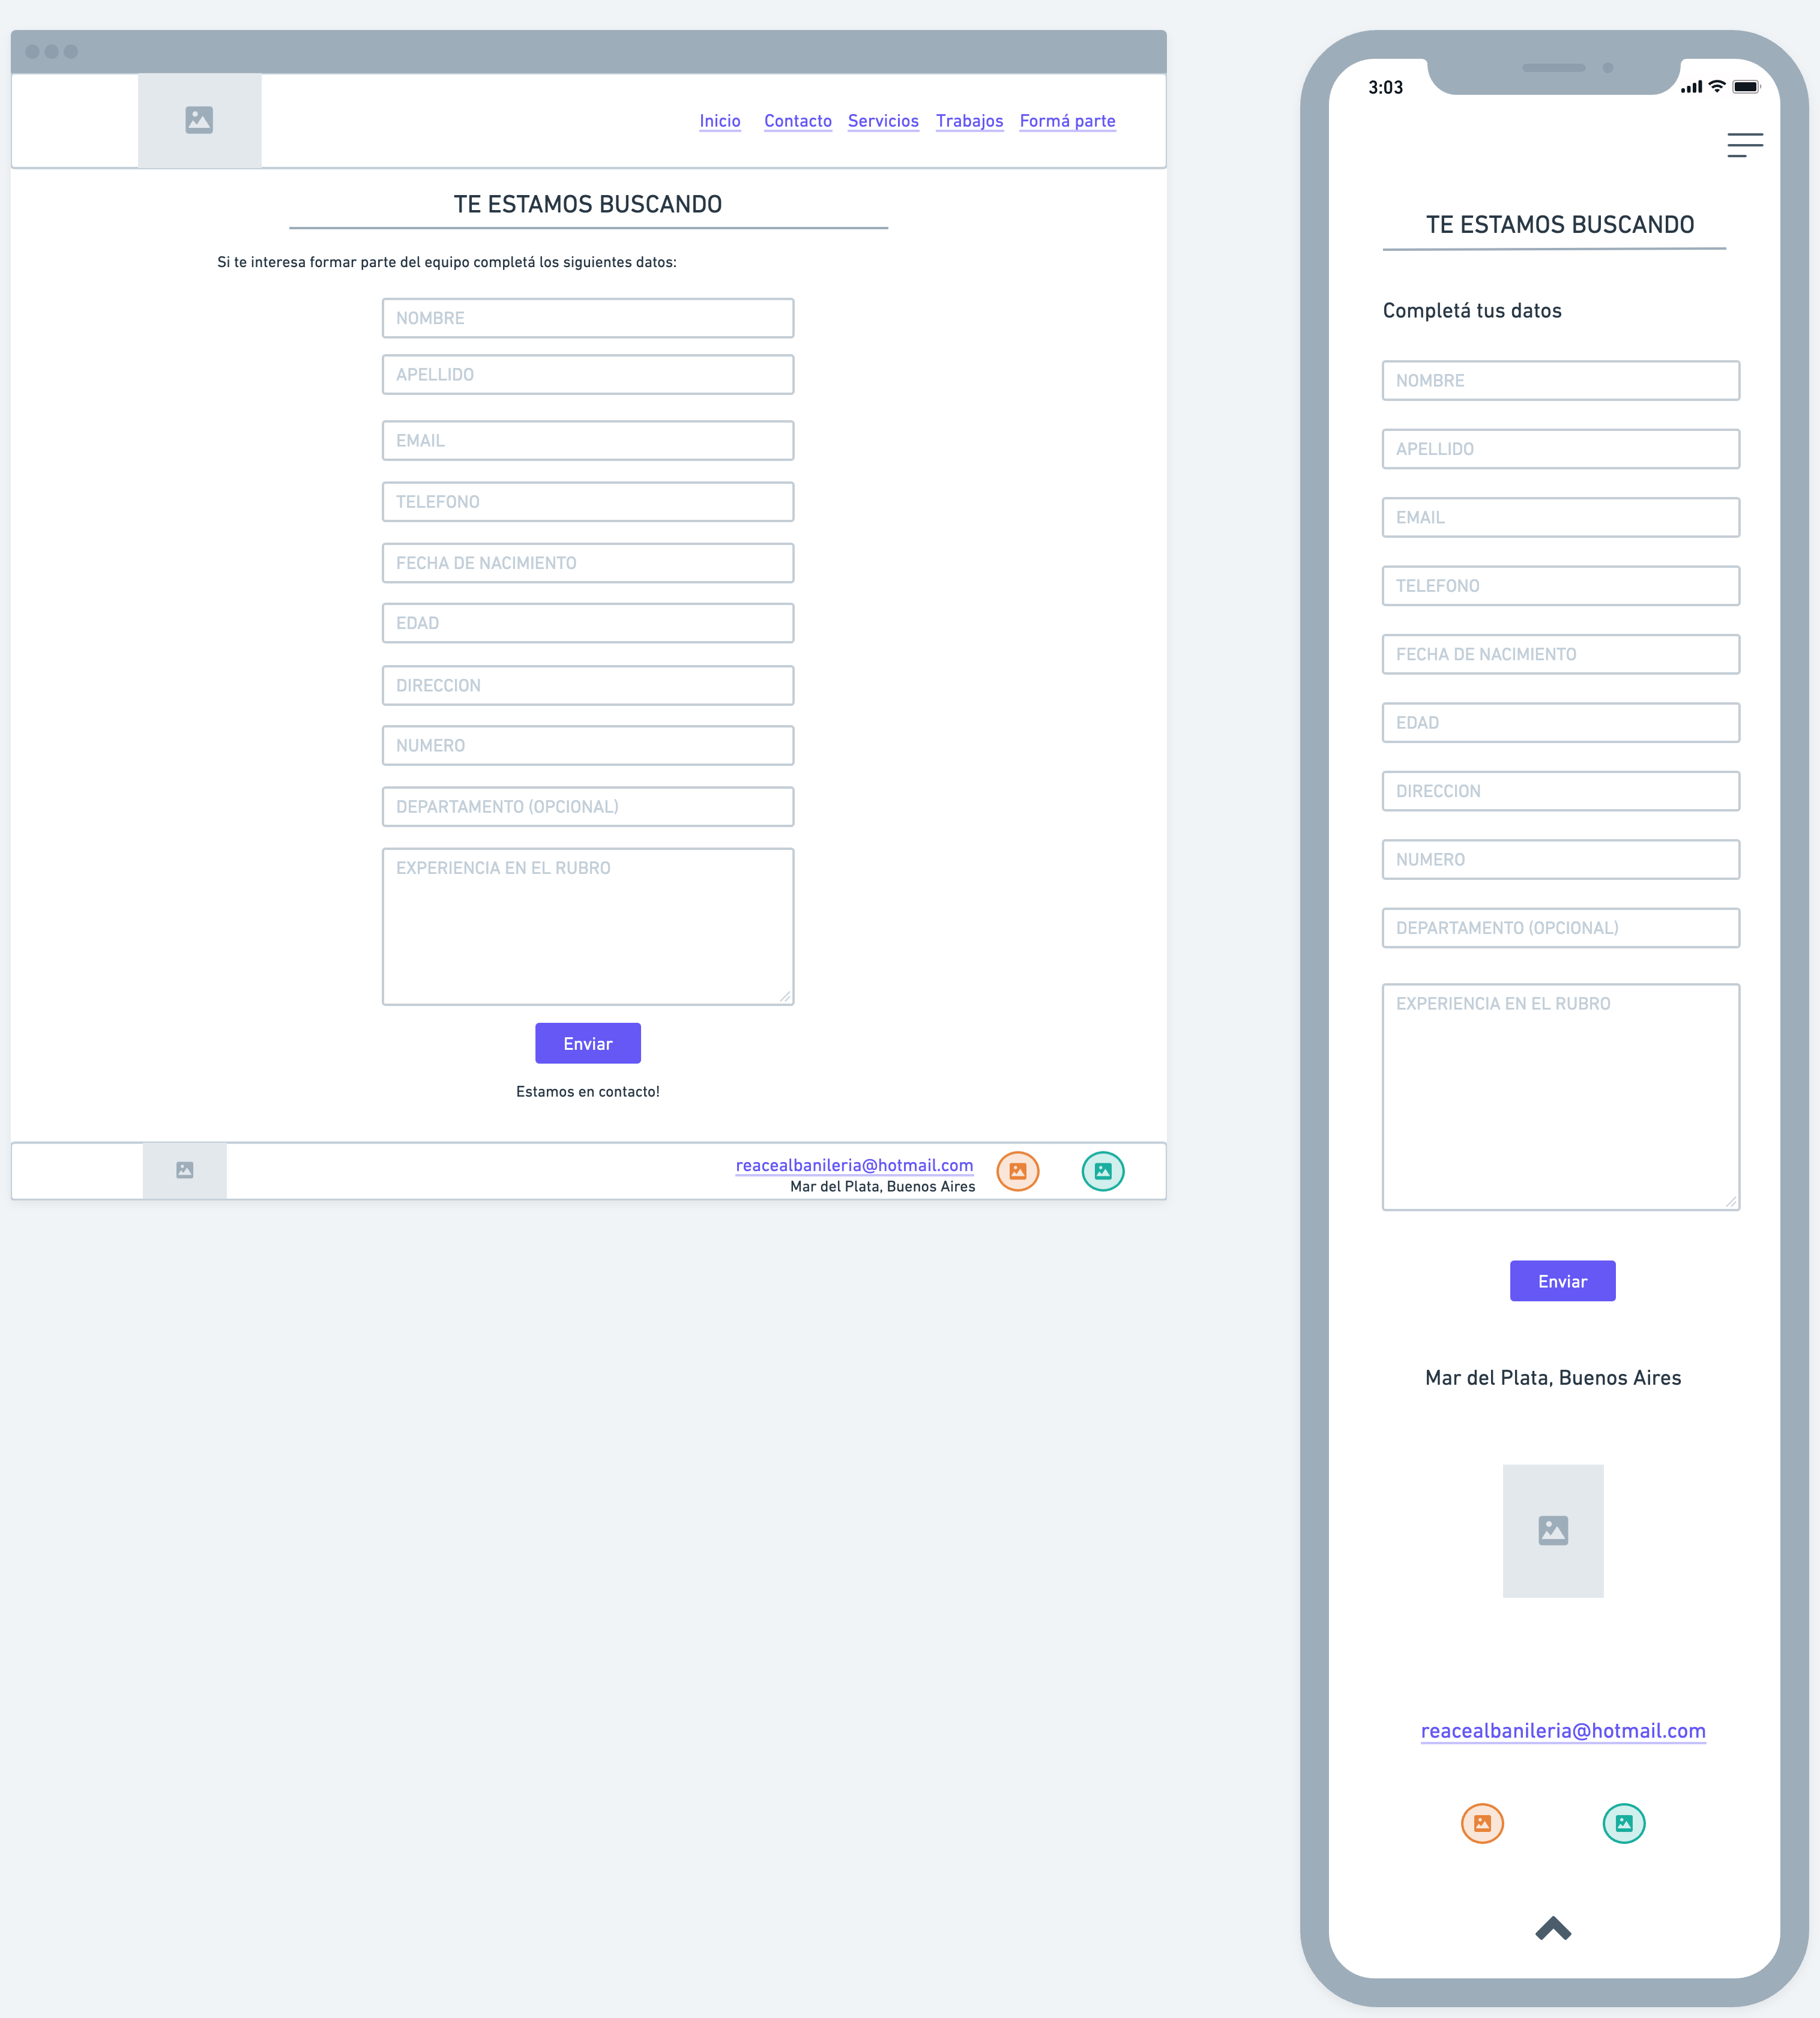 Inicio Contacto Servicios Trabajos Formá parte
TE ESTAMOS BUSCANDO
Si te interesa formar parte del equipo completá los siguientes datos:
NOMBRE
APELLIDO
EMAIL
TELEFONO
FECHA DE NACIMIENTO
EDAD
DIRECCION
NUMERO
DEPARTAMENTO (OPCIONAL)
EXPERIENCIA EN EL RUBRO
Enviar
Estamos en contacto!
reacealbanileria@hotmail.com
Mar del Plata, Buenos Aires
3:03
TE ESTAMOS BUSCANDO
Completá tus datos
NOMBRE
APELLIDO
EMAIL
TELEFONO
FECHA DE NACIMIENTO
EDAD
DIRECCION
NUMERO
DEPARTAMENTO (OPCIONAL)
EXPERIENCIA EN EL RUBRO
Enviar
Mar del Plata, Buenos Aires
reacealbanileria@hotmail.com